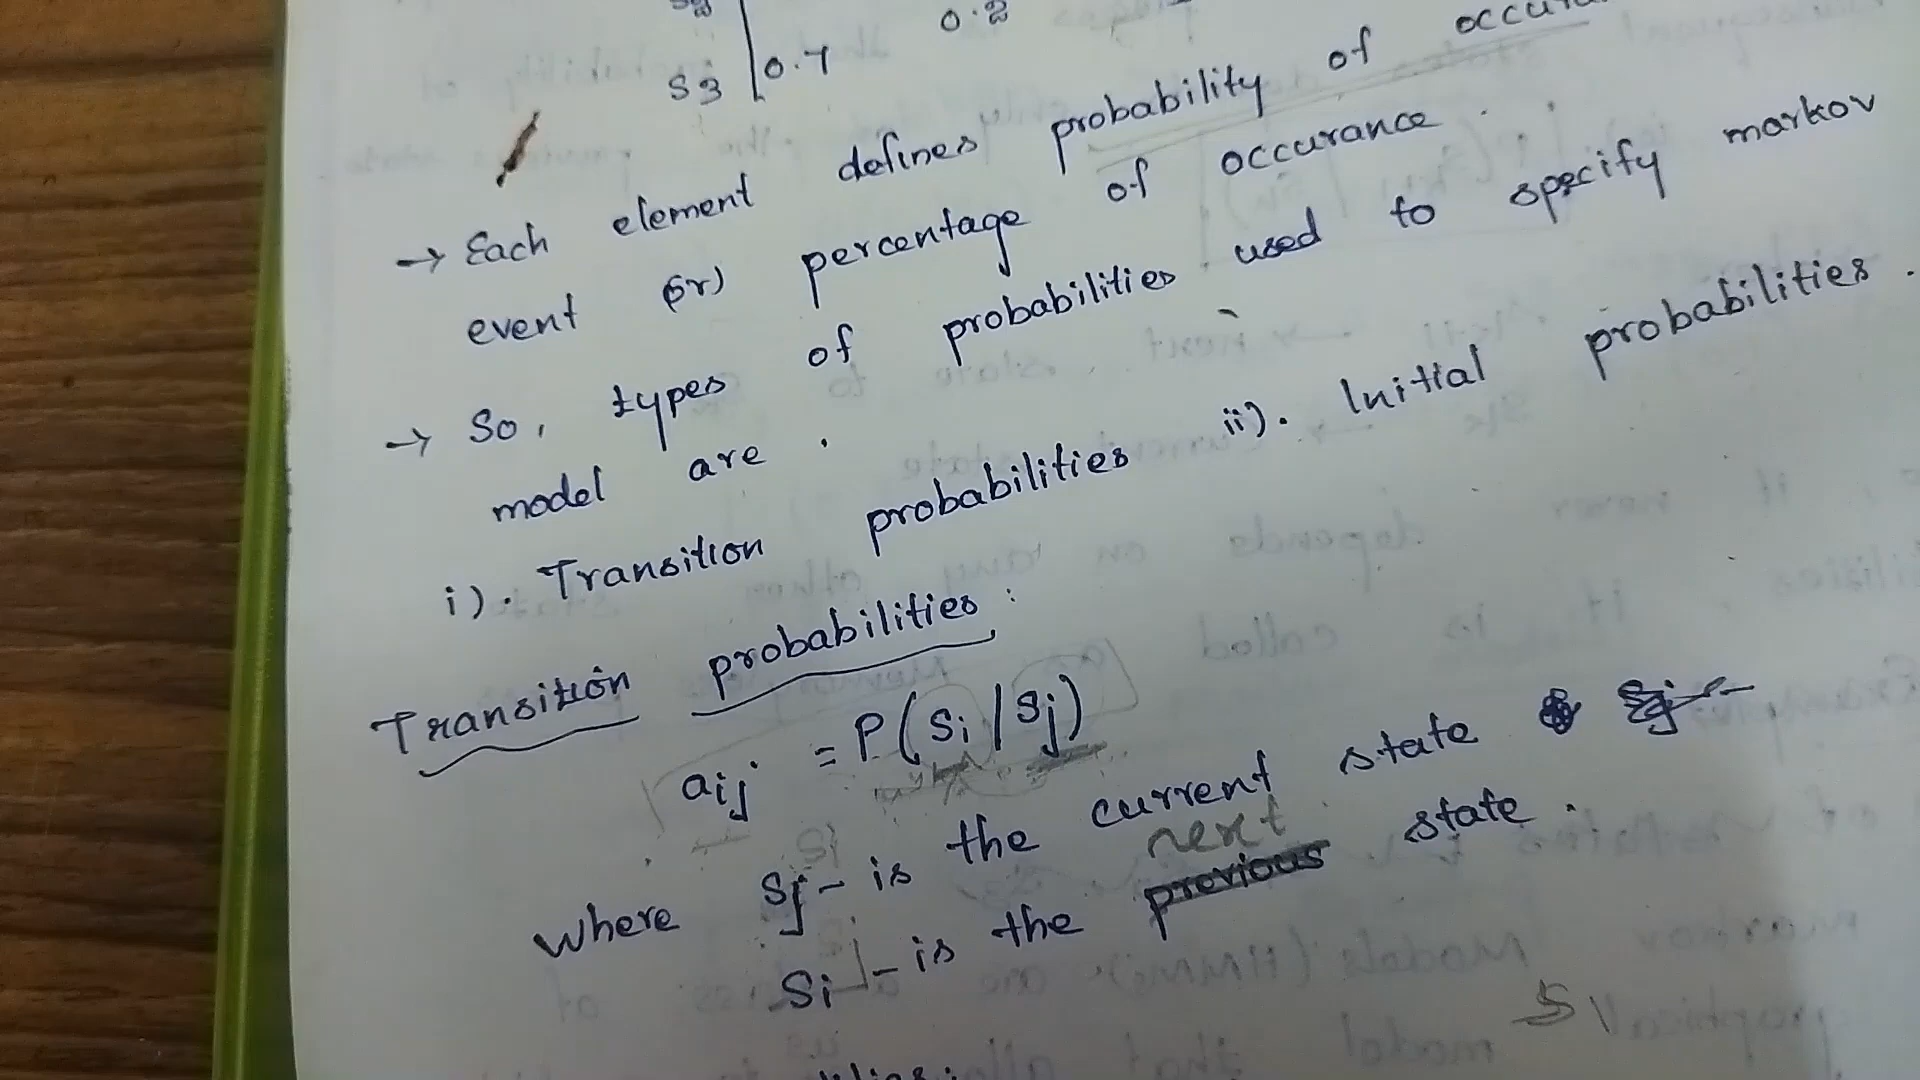 S3 0.7 0.2
→ Each element defines probability of
event (or) percentage of occurance.
→ So, types of probabilities used to specify markov
model are.
i). Transition probabilities ii). Initial probabilities.
Transition probabilities:
aij = P(Si/Sj)
where Sj - is the current state
next
Si - is the previous state.